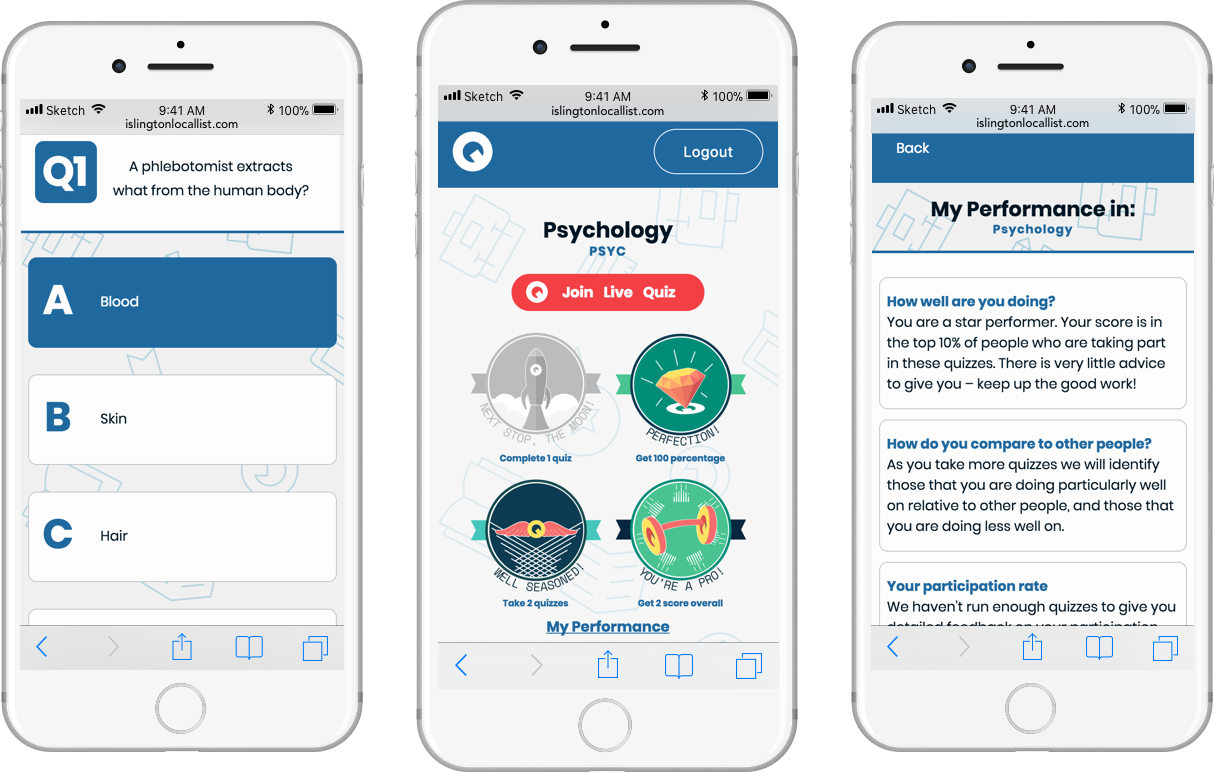 Sketch 9:41 AM 100%
islingtonlocallist.com
Q1
A phlebotomist extracts
what from the human body?
A Blood
B Skin
C Hair
Sketch 9:41 AM 100%
islingtonlocallist.com
Logout
Psychology
PSYC
Join Live Quiz
NEXT STOP, THE MOON!
Complete 1 quiz
PERFECTION!
Get 100 percentage
WELL SEASONED!
Take 2 quizzes
YOU'RE A PRO!
Get 2 score overall
My Performance
Sketch 9:41 AM 100%
islingtonlocallist.com
Back
My Performance in:
Psychology
How well are you doing?
You are a star performer. Your score is in
the top 10% of people who are taking part
in these quizzes. There is very little advice
to give you – keep up the good work!
How do you compare to other people?
As you take more quizzes we will identify
those that you are doing particularly well
on relative to other people, and those that
you are doing less well on.
Your participation rate
We haven't run enough quizzes to give you
detailed feedback on your participation